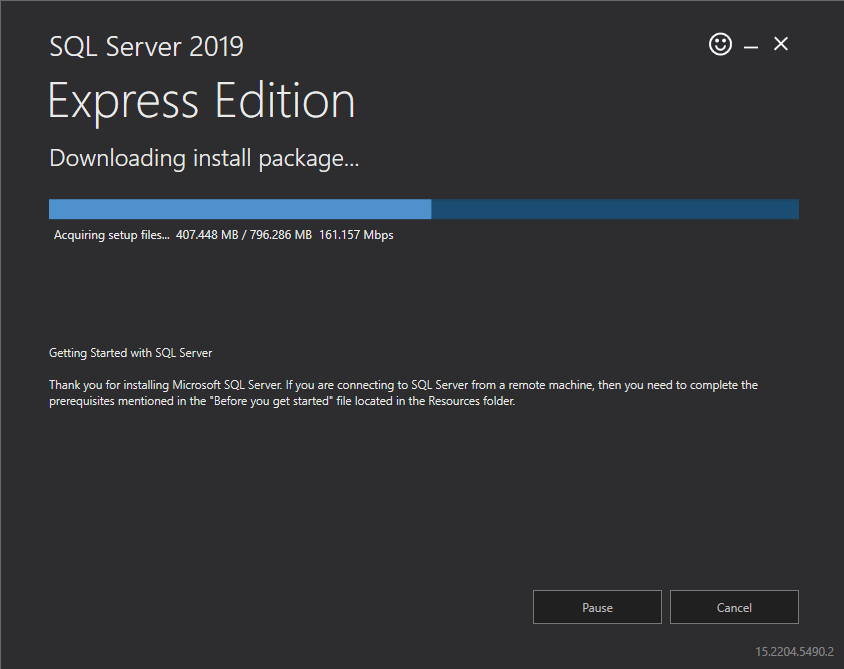 SQL Server 2019
Express Edition
Downloading install package...
Acquiring setup files... 407.448 MB / 796.286 MB 161.157 Mbps
Getting Started with SQL Server
Thank you for installing Microsoft SQL Server. If you are connecting to SQL Server from a remote machine, then you need to complete the
prerequisites mentioned in the "Before you get started" file located in the Resources folder.
Pause
Cancel
15.2204.5490.2